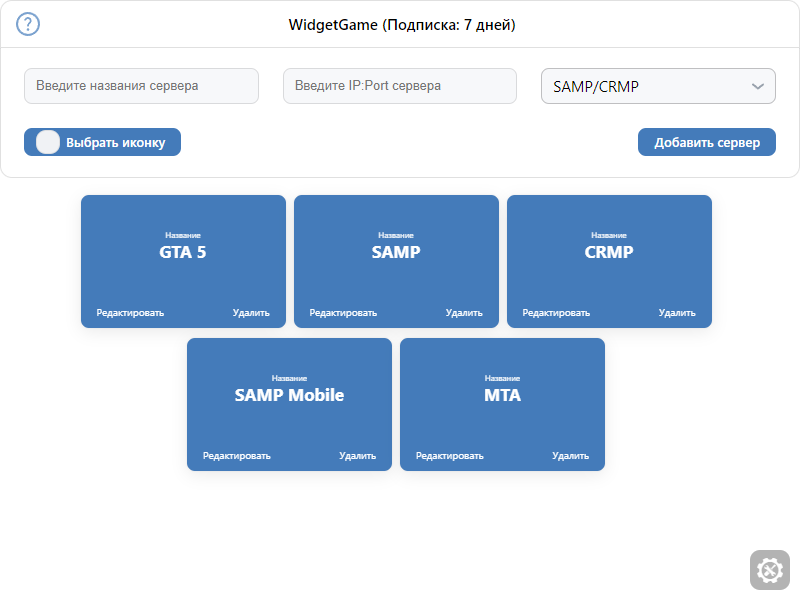 ?
WidgetGame (Подписка: 7 дней)
Введите названия сервера
Введите IP:Port сервера
SAMP/CRMP
Выбрать иконку
Добавить сервер
Название
GTA 5
Редактировать
Удалить
Название
SAMP
Редактировать
Удалить
Название
CRMP
Редактировать
Удалить
Название
SAMP Mobile
Редактировать
Удалить
Название
MTA
Редактировать
Удалить